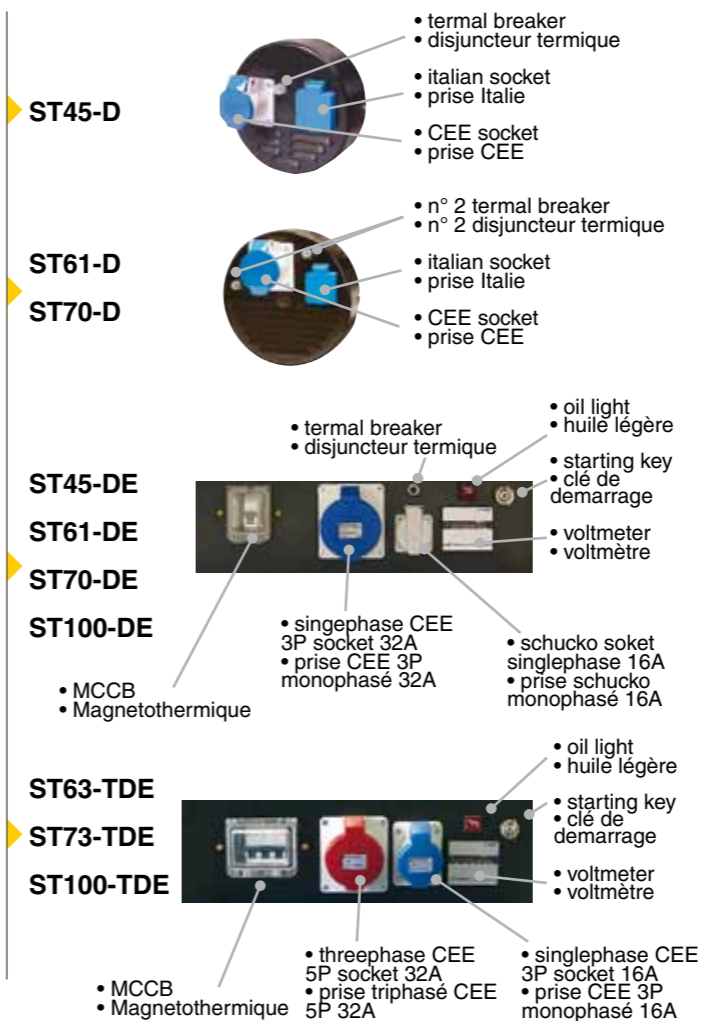 ST45-D
• termal breaker
• disjuncteur termique
• italian socket
• prise Italie
• CEE socket
• prise CEE
ST61-D
ST70-D
• n° 2 termal breaker
• n° 2 disjuncteur termique
• italian socket
• prise Italie
• CEE socket
• prise CEE
ST45-DE
ST61-DE
ST70-DE
ST100-DE
• termal breaker
• disjuncteur termique
• oil light
• huile légère
• starting key
• clé de
demarrage
• voltmeter
• voltmètre
• singephase CEE
3P socket 32A
• prise CEE 3P
monophasé 32A
• schucko soket
singlephase 16A
• prise schucko
monophasé 16A
• MCCB
• Magnetothermique
ST63-TDE
ST73-TDE
ST100-TDE
• oil light
• huile légère
• starting key
• clé de
demarrage
• voltmeter
• voltmètre
• threephase CEE
5P socket 32A
• prise triphasé CEE
5P 32A
• singlephase CEE
3P socket 16A
• prise CEE 3P
monophasé 16A
• MCCB
• Magnetothermique